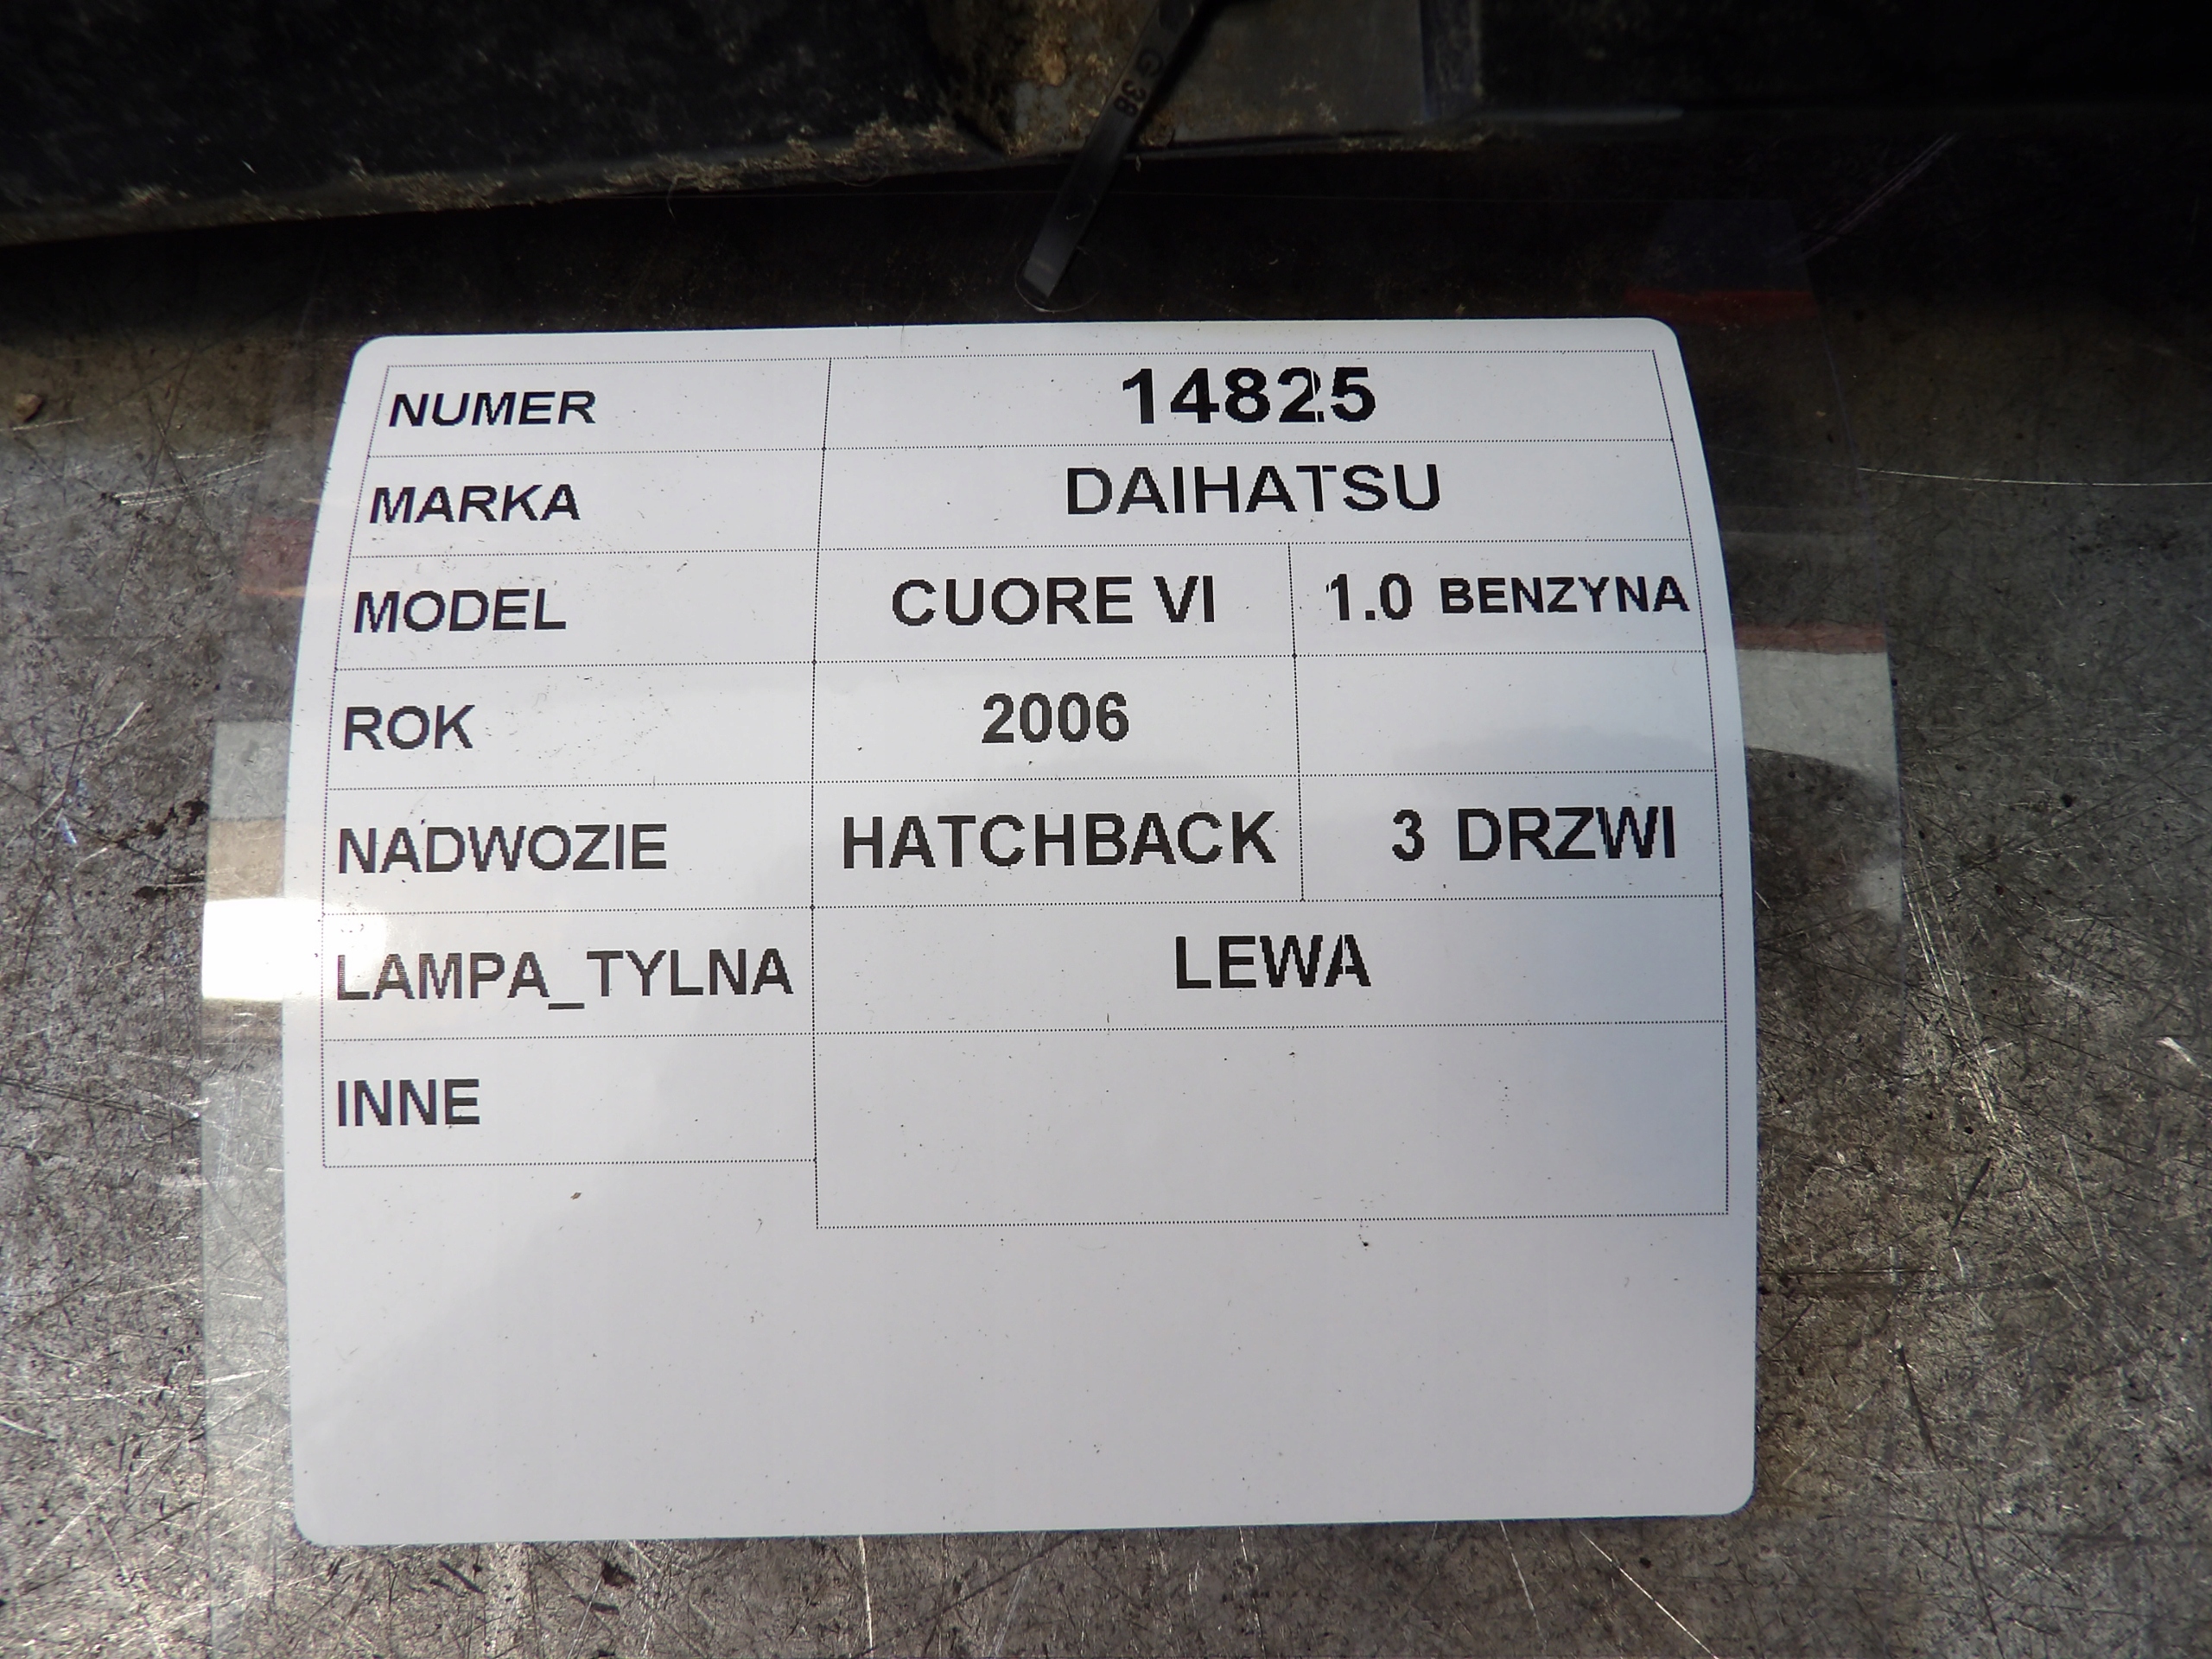 G 38
NUMER 14825
MARKA DAIHATSU
MODEL CUORE VI 1.0 BENZYNA
ROK 2006
NADWOZIE HATCHBACK 3 DRZWI
LAMPA_TYLNA LEWA
INNE